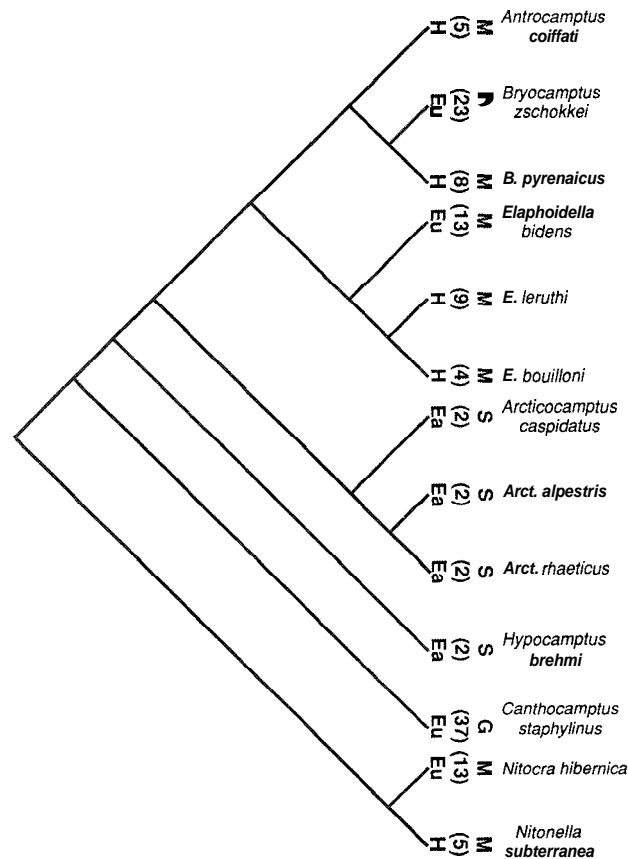 H (5) M Antrocamptus
coiffati
Eu (23) Bryocamptus
zschokkei
H (8) M B. pyrenaicus
Eu (13) M Elaphoidella
bidens
H (9) M E. leruthi
H (4) M E. bouilloni
Ea (2) S Arcticocamptus
caspidatus
Ea (2) S Arct. alpestris
Ea (2) S Arct. rhaeticus
Ea (2) S Hypocamptus
brehmi
Eu (37) G Canthocamptus
staphylinus
Eu (13) M Nitocra hibernica
H (5) M Nitonella
subterranea